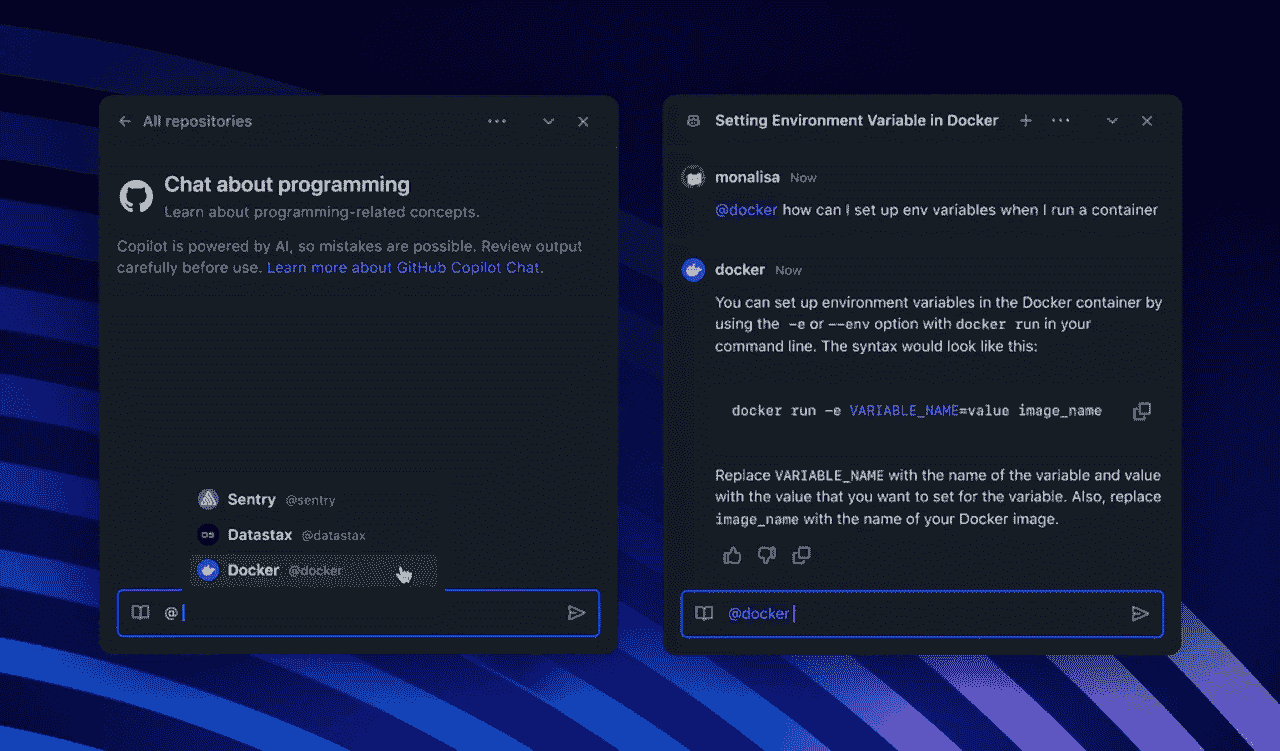 All repositories
Chat about programming
Learn about programming-related concepts.
Copilot is powered by AI, so mistakes are possible. Review output
carefully before use. Learn more about GitHub Copilot Chat.
Sentry @sentry
Datastax @datastax
Docker @docker
@
Setting Environment Variable in Docker
monalisa Now
@docker how can I set up env variables when I run a container
docker Now
You can set up environment variables in the Docker container by
using the -e or --env option with docker run in your
command line. The syntax would look like this:
docker run -e VARIABLE_NAME=value image_name
Replace VARIABLE_NAME with the name of the variable and value
with the value that you want to set for the variable. Also, replace
image_name with the name of your Docker image.
@docker